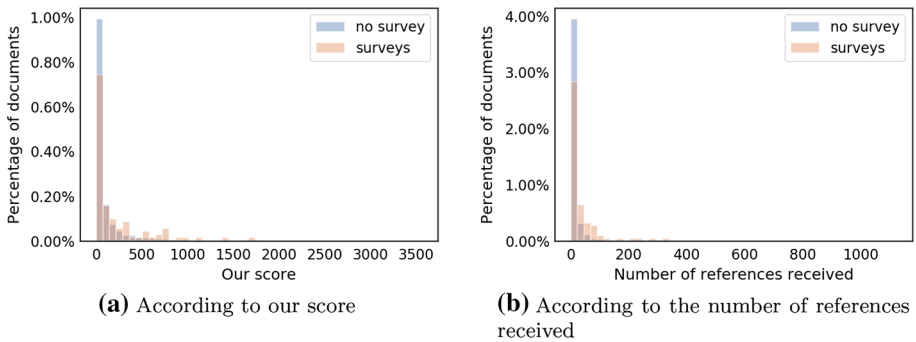 1.00%
0.80%
0.60%
0.40%
0.20%
0.00%
Percentage of documents
no survey
surveys
0 500 1000 1500 2000 2500 3000 3500
Our score
(a) According to our score
4.00%
3.00%
2.00%
1.00%
0.00%
Percentage of documents
no survey
surveys
0 200 400 600 800 1000
Number of references received
(b) According to the number of references
received